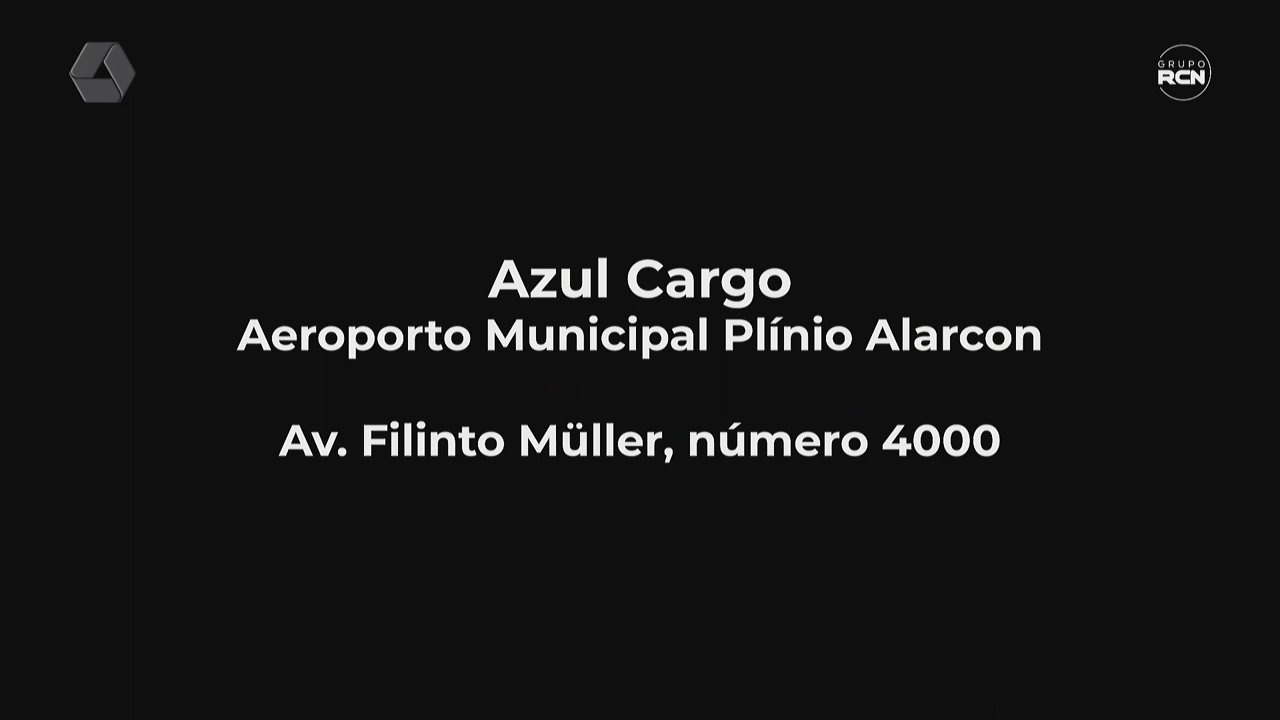 GRUPO
RCN
Azul Cargo
Aeroporto Municipal Plínio Alarcon
Av. Filinto Müller, número 4000